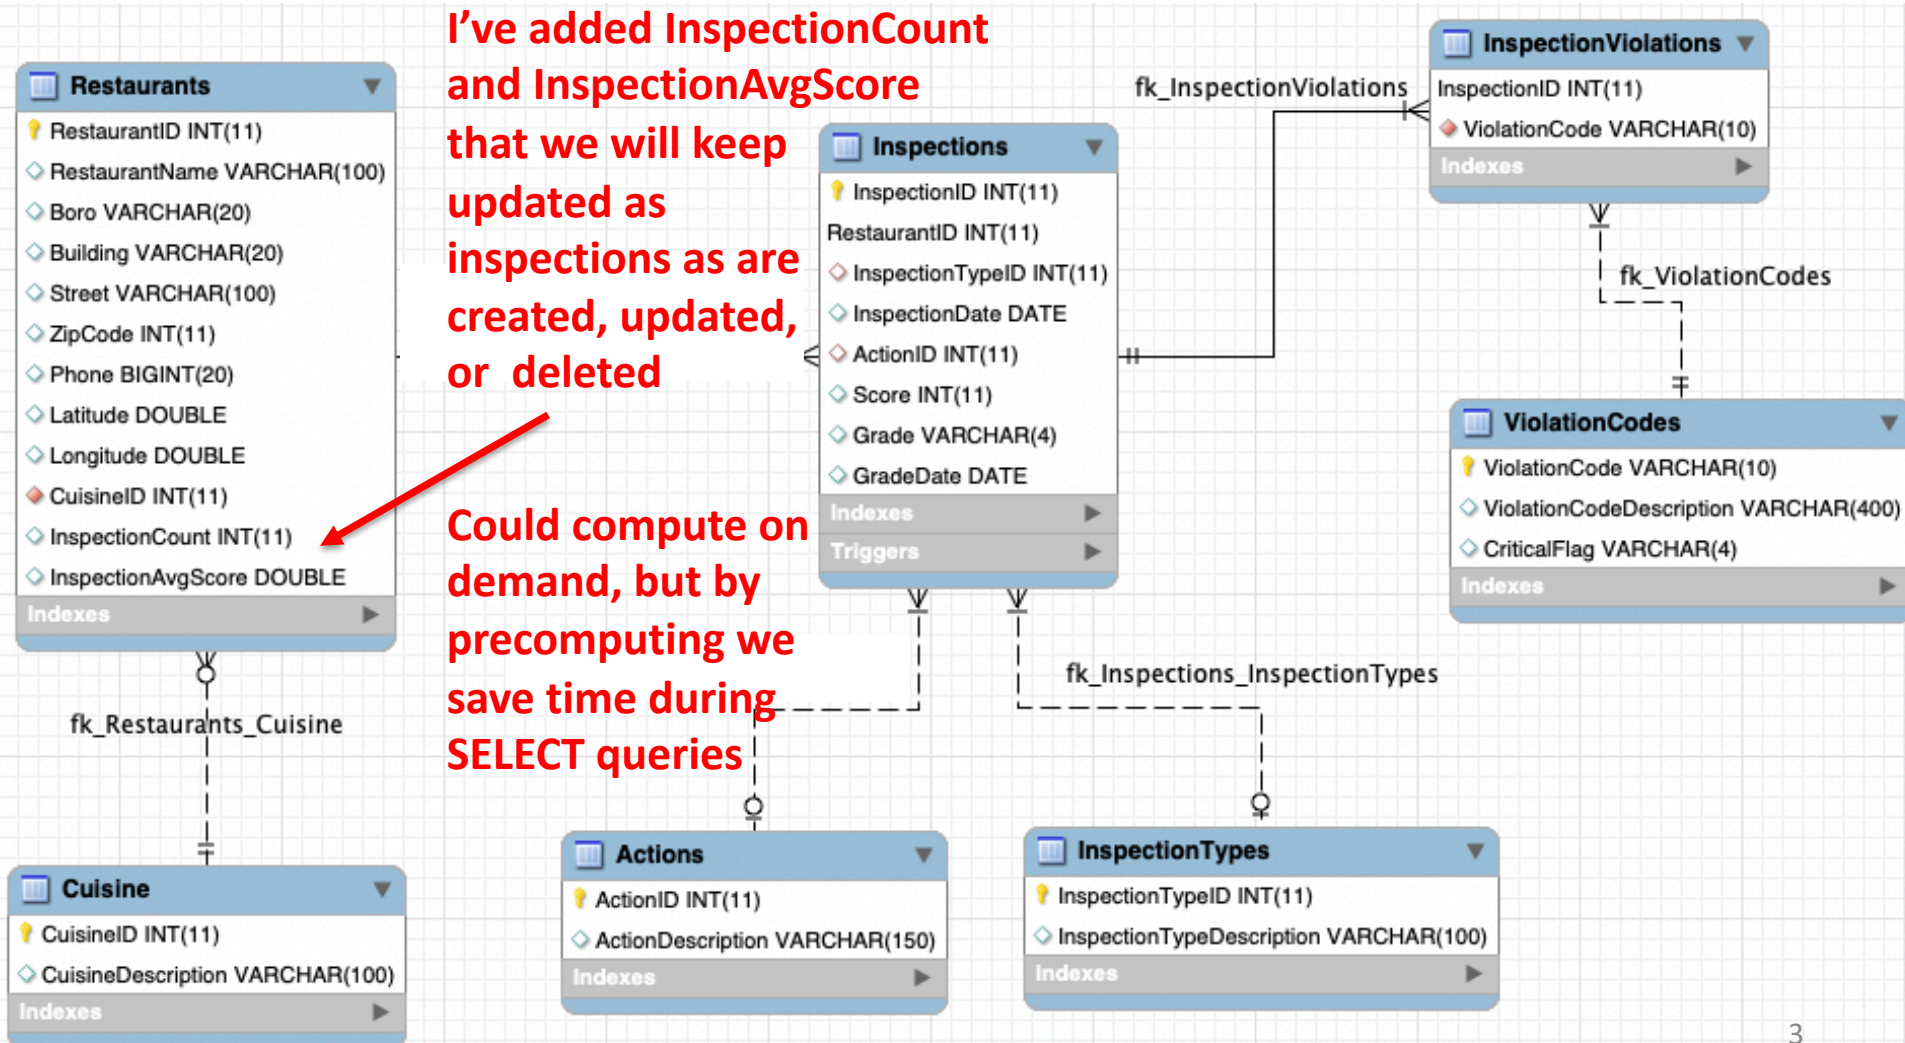 I've added InspectionCount
and InspectionAvgScore
that we will keep
updated as
inspections as are
created, updated,
or deleted
Could compute on
demand, but by
precomputing we
save time during
SELECT queries
Restaurants
RestaurantID INT(11)
RestaurantName VARCHAR(100)
Boro VARCHAR(20)
Building VARCHAR(20)
Street VARCHAR(100)
ZipCode INT(11)
Phone BIGINT(20)
Latitude DOUBLE
Longitude DOUBLE
CuisineID INT(11)
InspectionCount INT(11)
InspectionAvgScore DOUBLE
Indexes
fk_Restaurants_Cuisine
Cuisine
CuisineID INT(11)
CuisineDescription VARCHAR(100)
Indexes
Inspections
InspectionID INT(11)
RestaurantID INT(11)
InspectionTypeID INT(11)
InspectionDate DATE
ActionID INT(11)
Score INT(11)
Grade VARCHAR(4)
GradeDate DATE
Indexes
Triggers
fk_InspectionViolations
InspectionViolations
InspectionID INT(11)
ViolationCode VARCHAR(10)
Indexes
fk_ViolationCodes
ViolationCodes
ViolationCode VARCHAR(10)
ViolationCodeDescription VARCHAR(400)
CriticalFlag VARCHAR(4)
Indexes
fk_Inspections_InspectionTypes
Actions
ActionID INT(11)
ActionDescription VARCHAR(150)
Indexes
InspectionTypes
InspectionTypeID INT(11)
InspectionTypeDescription VARCHAR(100)
Indexes
3